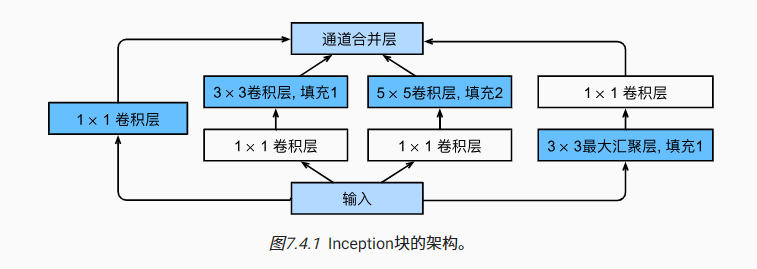 通道合并层
3 × 3卷积层, 填充1
5 × 5卷积层, 填充2
1 × 1 卷积层
1 × 1 卷积层
1 × 1 卷积层
1 × 1 卷积层
3 × 3最大汇聚层, 填充1
输入
图7.4.1 Inception块的架构。